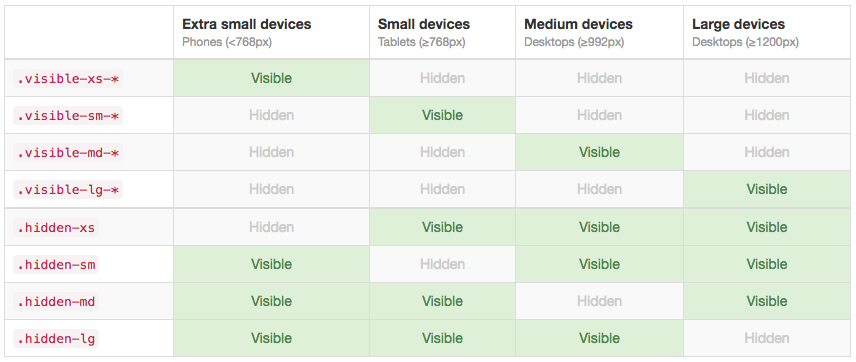 Extra small devices Small devices Medium devices Large devices
Phones (<768px) Tablets (≥768px) Desktops (≥992px) Desktops (≥1200px)
.visible-xs-* Visible Hidden Hidden Hidden
.visible-sm-* Hidden Visible Hidden Hidden
.visible-md-* Hidden Hidden Visible Hidden
.visible-lg-* Hidden Hidden Hidden Visible
.hidden-xs Hidden Visible Visible Visible
.hidden-sm Visible Hidden Visible Visible
.hidden-md Visible Visible Hidden Visible
.hidden-lg Visible Visible Visible Hidden